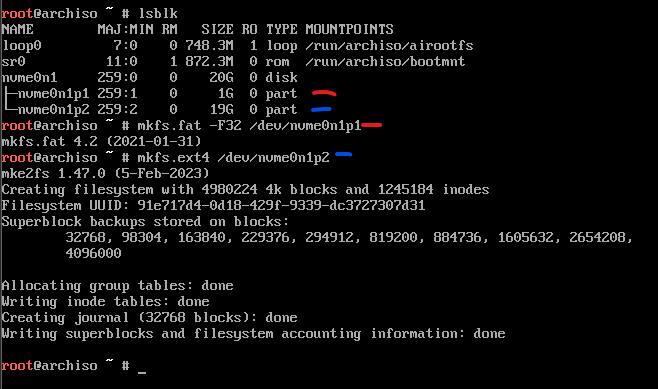 root@archiso ~ # lsblk
NAME        MAJ:MIN RM   SIZE RO TYPE MOUNTPOINTS
loop0         7:0    0 748.3M  1 loop /run/archiso/airootfs
sr0          11:0    1 872.3M  0 rom  /run/archiso/bootmnt
nvme0n1     259:0    0    20G  0 disk
├─nvme0n1p1 259:1    0     1G  0 part
└─nvme0n1p2 259:2    0    19G  0 part
root@archiso ~ # mkfs.fat -F32 /dev/nvme0n1p1
mkfs.fat 4.2 (2021-01-31)
root@archiso ~ # mkfs.ext4 /dev/nvme0n1p2
mke2fs 1.47.0 (5-Feb-2023)
Creating filesystem with 4980224 4k blocks and 1245184 inodes
Filesystem UUID: 91e717d4-0d18-429f-9339-dc3727307d31
Superblock backups stored on blocks:
        32768, 98304, 163840, 229376, 294912, 819200, 884736, 1605632, 2654208,
        4096000

Allocating group tables: done
Writing inode tables: done
Creating journal (32768 blocks): done
Writing superblocks and filesystem accounting information: done

root@archiso ~ # _